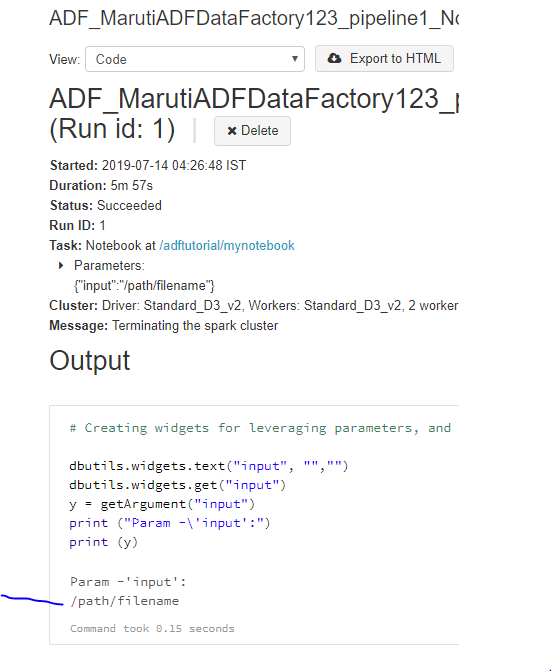 ADF_MarutiADFDataFactory123_pipeline1_No
View: Code Export to HTML
ADF_MarutiADFDataFactory123_p
(Run id: 1) Delete
Started: 2019-07-14 04:26:48 IST
Duration: 5m 57s
Status: Succeeded
Run ID: 1
Task: Notebook at /adftutorial/mynotebook
Parameters:
{"input":"/path/filename"}
Cluster: Driver: Standard_D3_v2, Workers: Standard_D3_v2, 2 worker
Message: Terminating the spark cluster
Output
# Creating widgets for leveraging parameters, and
dbutils.widgets.text("input", "","")
dbutils.widgets.get("input")
y = getArgument("input")
print ("Param -\'input':")
print (y)
Param -'input':
/path/filename
Command took 0.15 seconds